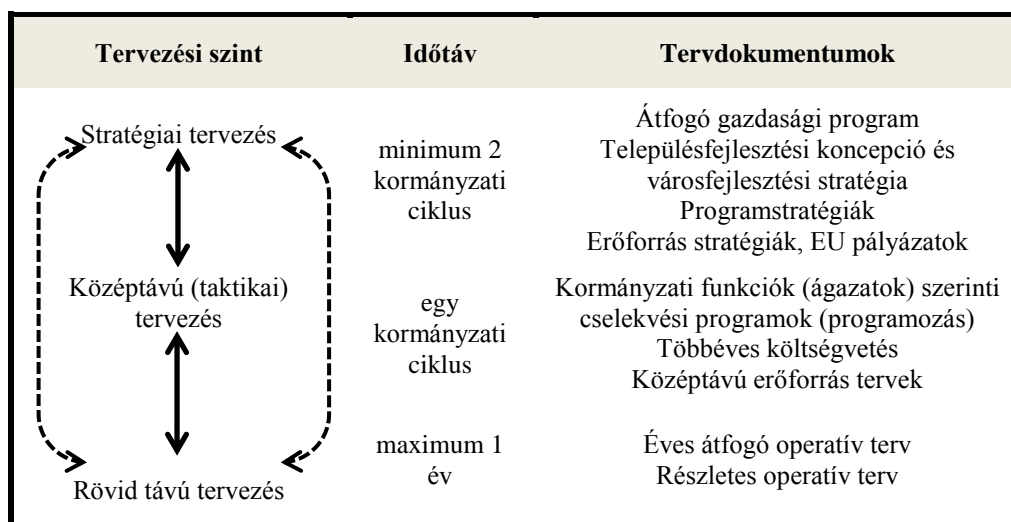 Tervezési szint
Időtáv
Tervdokumentumok
Stratégiai tervezés
minimum 2
kormányzati
ciklus
Átfogó gazdasági program
Településfejlesztési koncepció és
városfejlesztési stratégia
Programstratégiák
Erőforrás stratégiák, EU pályázatok
Középtávú (taktikai)
tervezés
egy
kormányzati
ciklus
Kormányzati funkciók (ágazatok) szerinti
cselekvési programok (programozás)
Többéves költségvetés
Középtávú erőforrás tervek
Rövid távú tervezés
maximum 1
év
Éves átfogó operatív terv
Részletes operatív terv